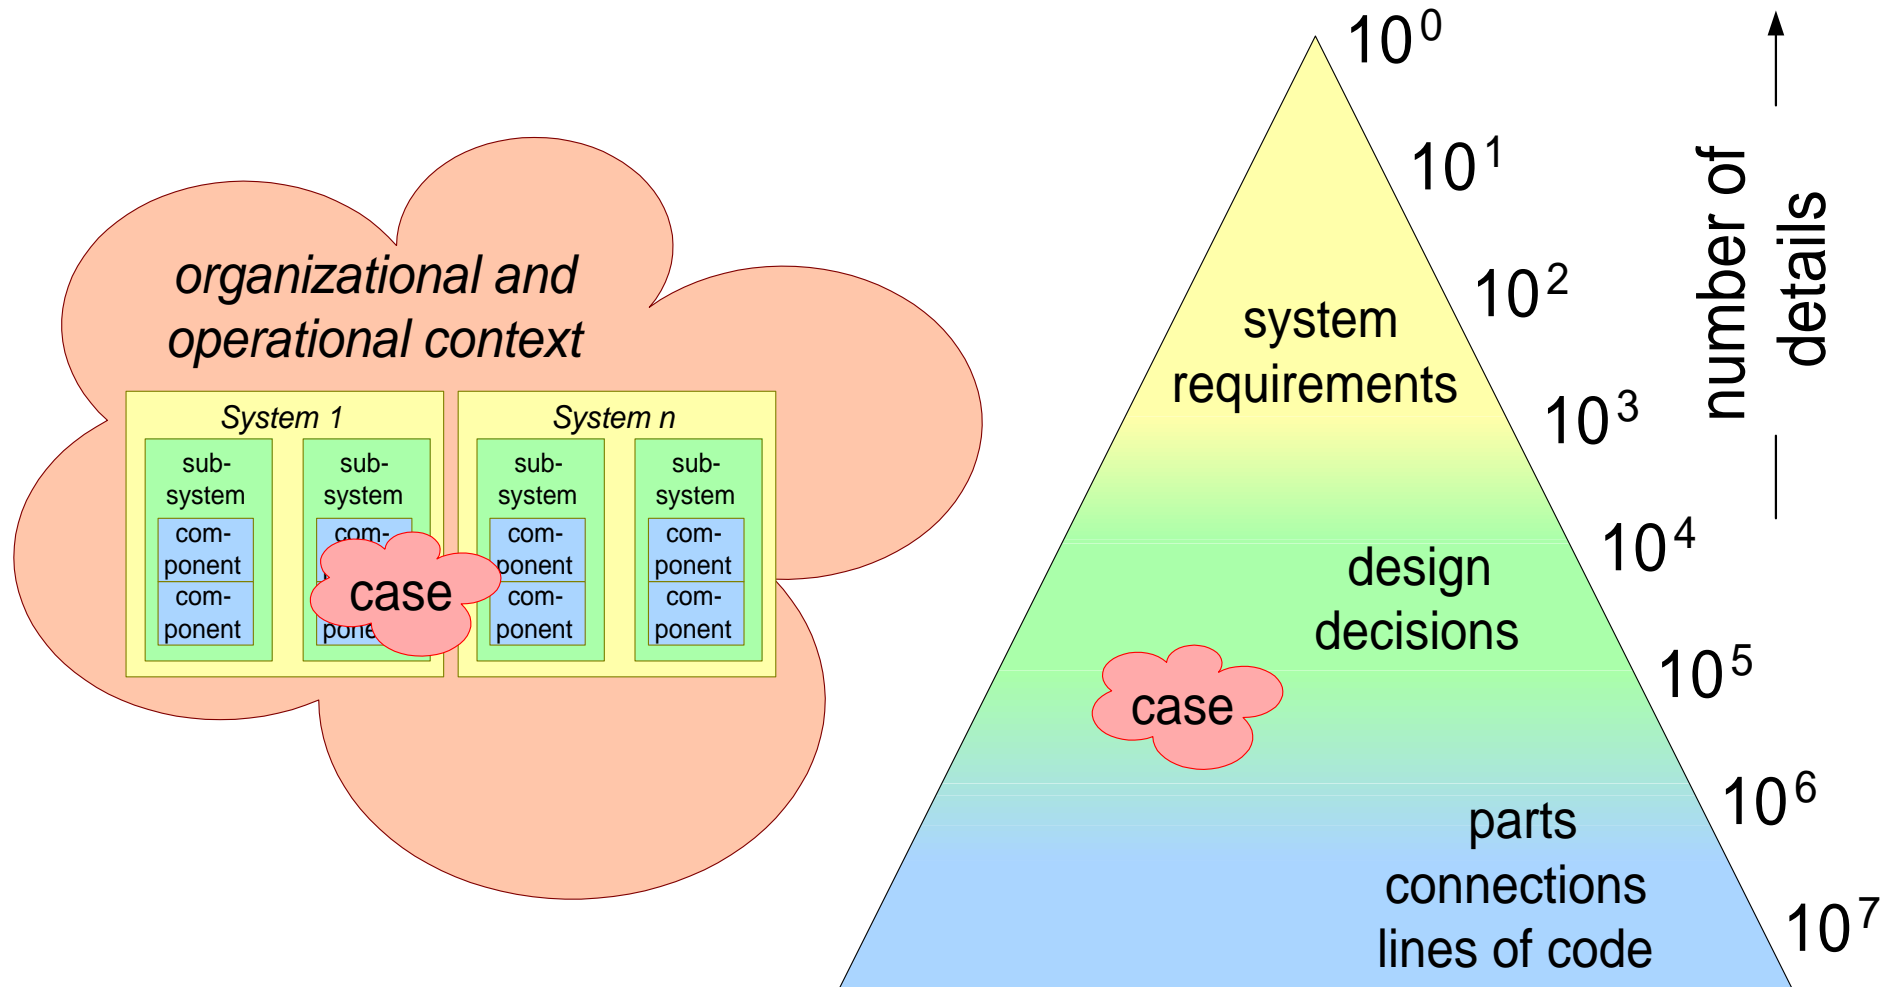 organizational and
operational context
System 1
sub-
system
com-
ponent
com-
ponent
sub-
system
com-
case
System n
sub-
system
com-
ponent
com-
ponent
sub-
system
com-
ponent
com-
ponent
10⁰
10¹
10²
10³
10⁴
10⁵
10⁶
10⁷
system
requirements
design
decisions
case
parts
connections
lines of code
number of
details